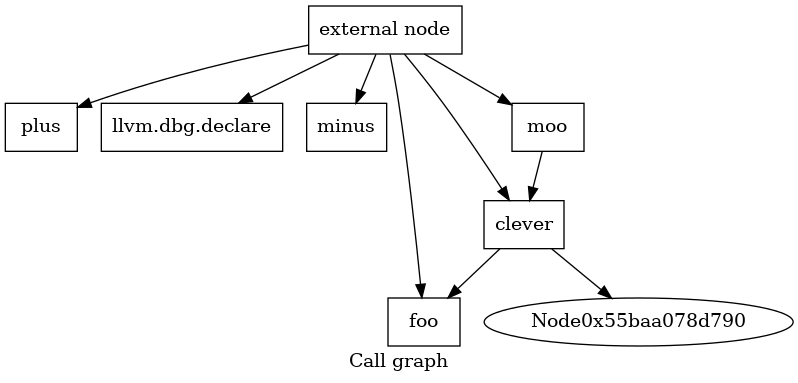 external node
plus
llvm.dbg.declare
minus
moo
clever
foo
Node0x55baa078d790
Call graph